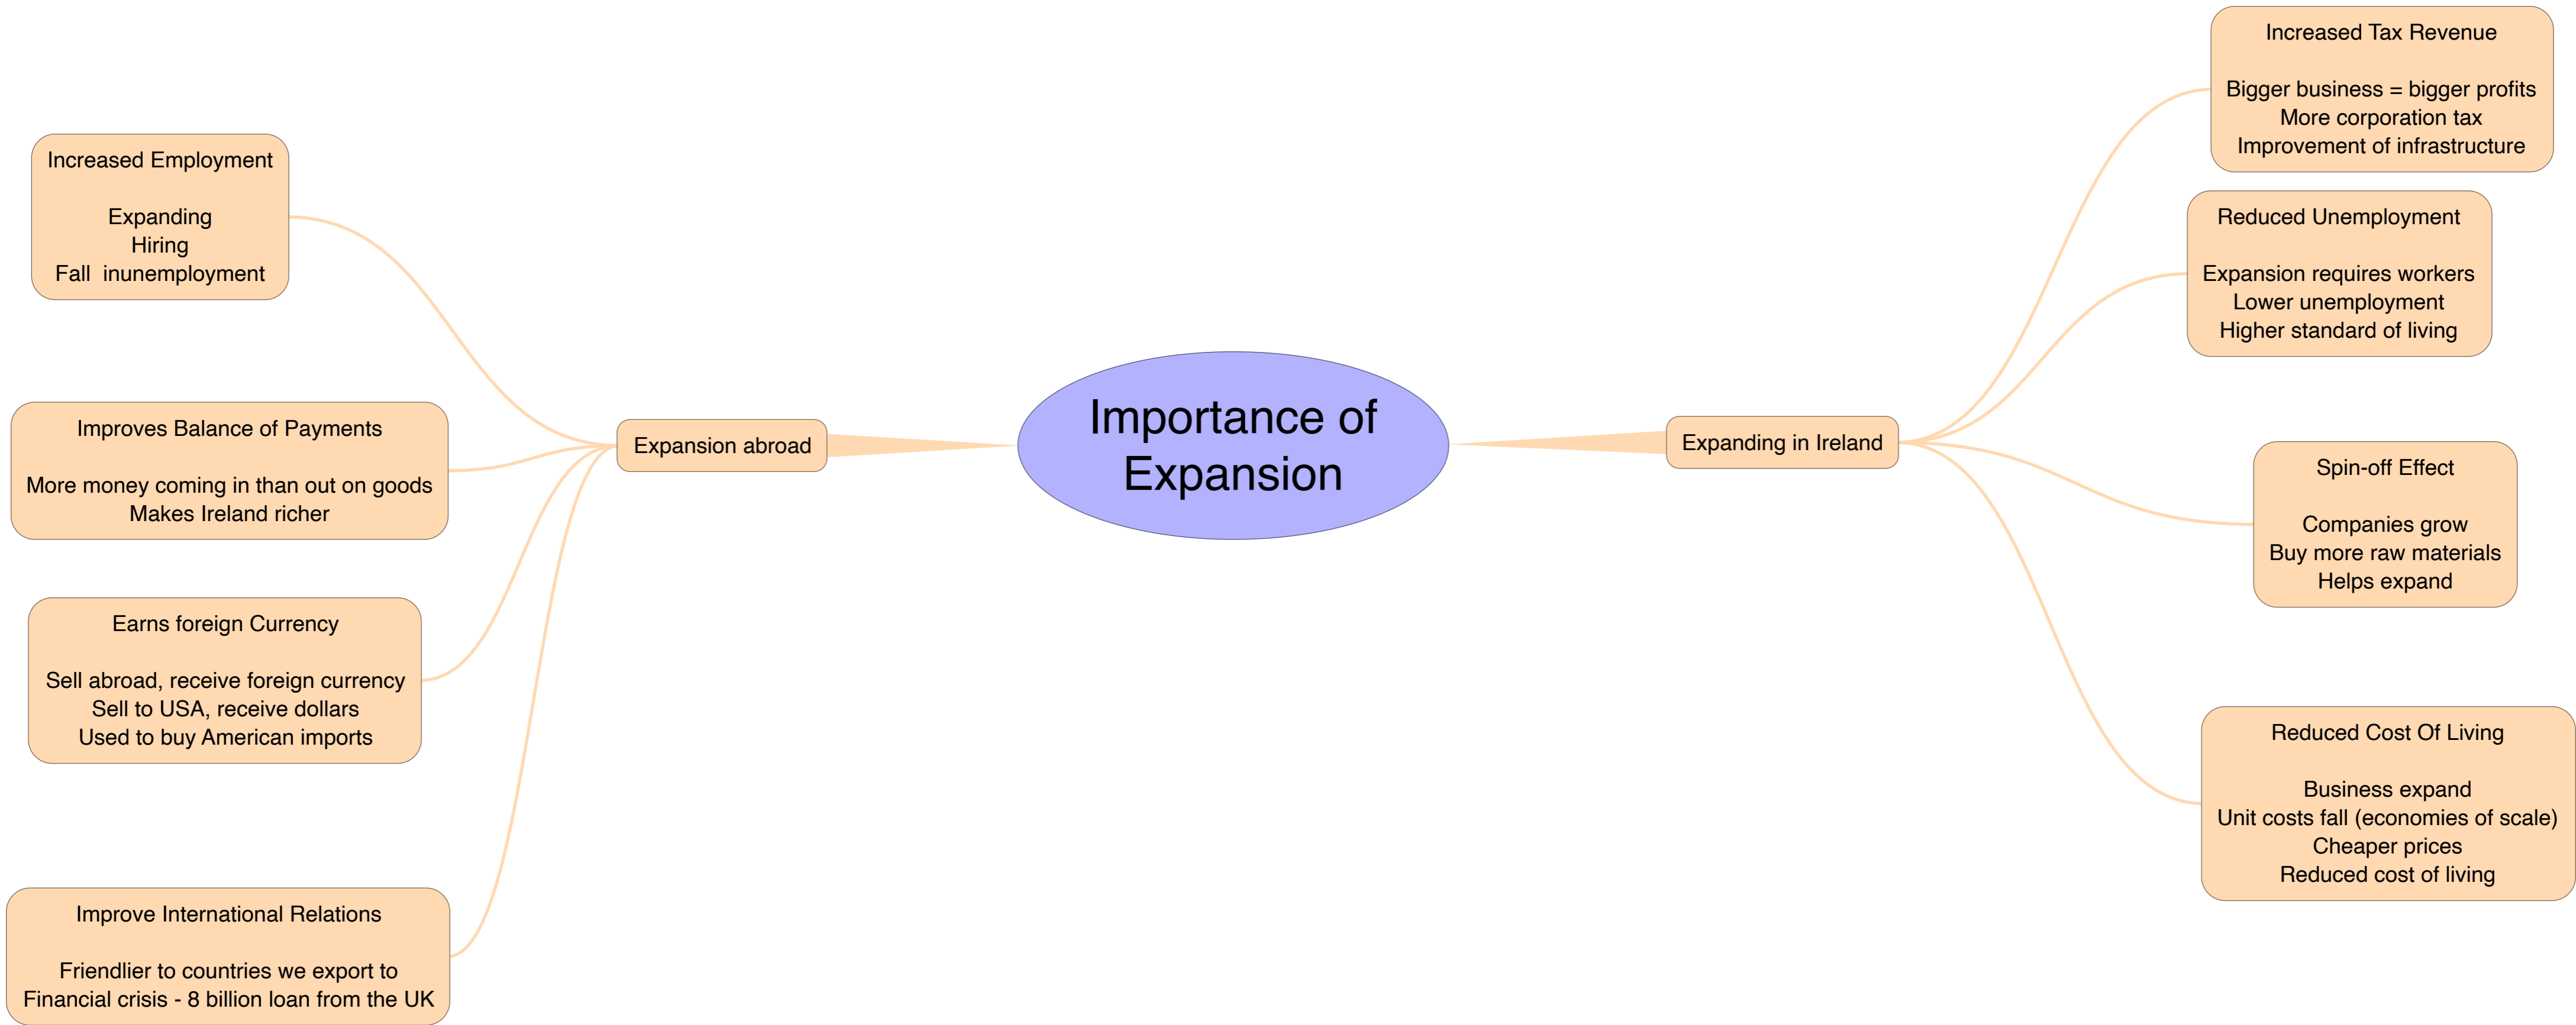 Importance of
Expansion
Expansion abroad
Increased Employment
Expanding
Hiring
Fall  inunemployment
Improves Balance of Payments
More money coming in than out on goods
Makes Ireland richer
Earns foreign Currency
Sell abroad, receive foreign currency
Sell to USA, receive dollars
Used to buy American imports
Improve International Relations
Friendlier to countries we export to
Financial crisis - 8 billion loan from the UK
Expanding in Ireland
Increased Tax Revenue
Bigger business = bigger profits
More corporation tax
Improvement of infrastructure
Reduced Unemployment
Expansion requires workers
Lower unemployment
Higher standard of living
Spin-off Effect
Companies grow
Buy more raw materials
Helps expand
Reduced Cost Of Living
Business expand
Unit costs fall (economies of scale)
Cheaper prices
Reduced cost of living